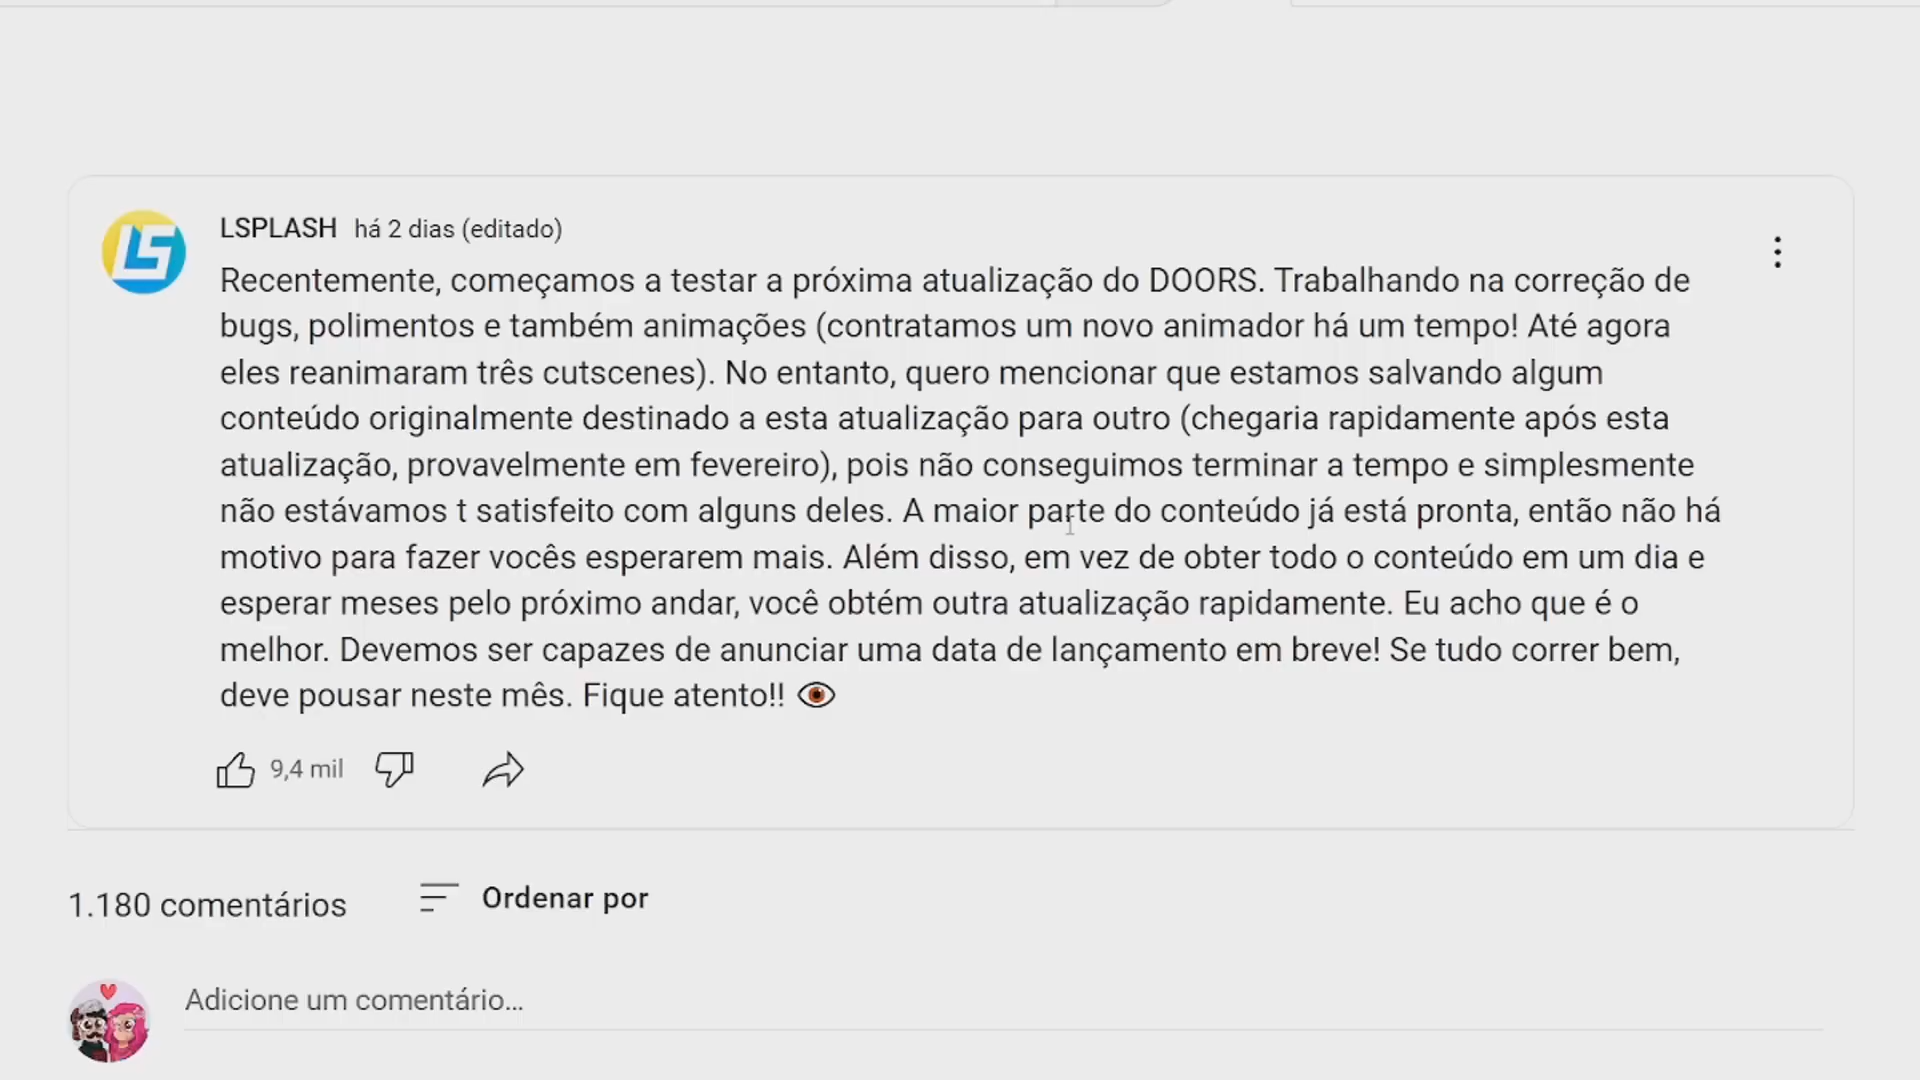 LSPLASH há 2 dias (editado)
Recentemente, começamos a testar a próxima atualização do DOORS. Trabalhando na correção de
bugs, polimentos e também animações (contratamos um novo animador há um tempo! Até agora
eles reanimaram três cutscenes). No entanto, quero mencionar que estamos salvando algum
conteúdo originalmente destinado a esta atualização para outro (chegaria rapidamente após esta
atualização, provavelmente em fevereiro), pois não conseguimos terminar a tempo e simplesmente
não estávamos t satisfeito com alguns deles. A maior parte do conteúdo já está pronta, então não há
motivo para fazer vocês esperarem mais. Além disso, em vez de obter todo o conteúdo em um dia e
esperar meses pelo próximo andar, você obtém outra atualização rapidamente. Eu acho que é o
melhor. Devemos ser capazes de anunciar uma data de lançamento em breve! Se tudo correr bem,
deve pousar neste mês. Fique atento!! 👁
9,4 mil
1.180 comentários
Ordenar por
Adicione um comentário...